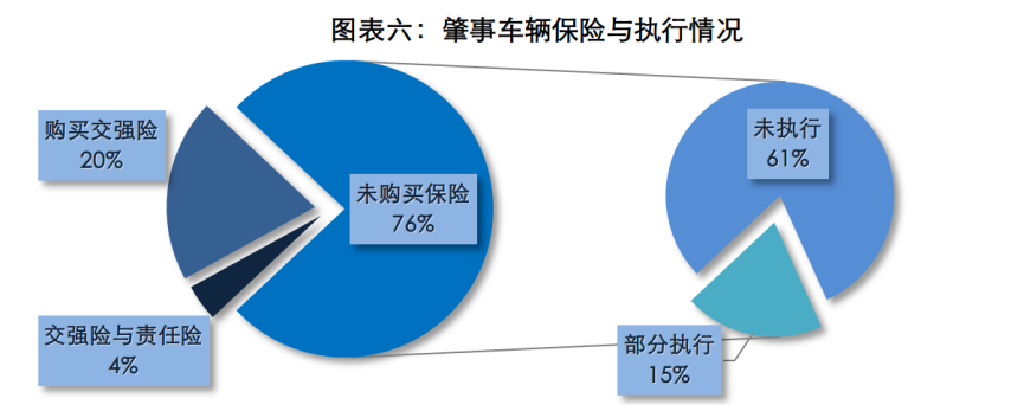 图表六：肇事车辆保险与执行情况
购买交强险
20%
未购买保险
76%
交强险与责任险
4%
未执行
61%
部分执行
15%